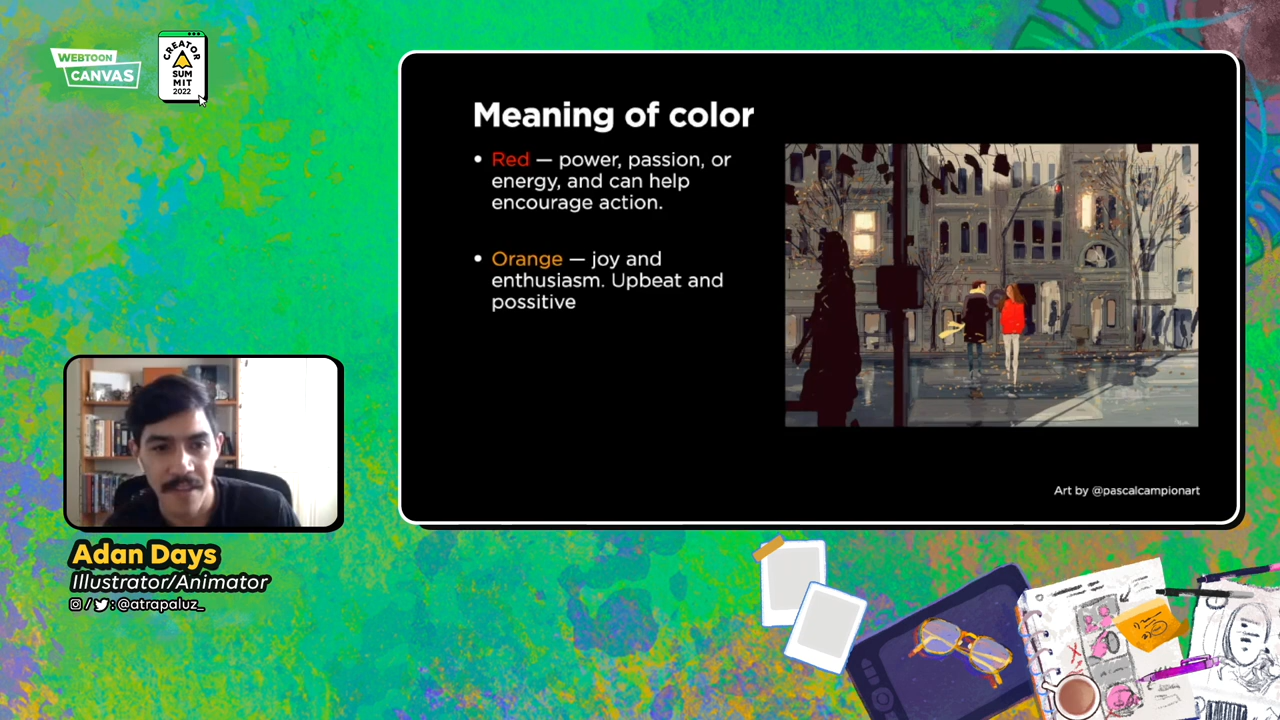 WEBTOON
CANVAS
CREATOR
SUM
MIT
2022
Meaning of color
• Red — power, passion, or
energy, and can help
encourage action.
• Orange — joy and
enthusiasm. Upbeat and
possitive
Art by @pascalcampionart
Adan Days
Illustrator/Animator
/ : @atrapaluz_